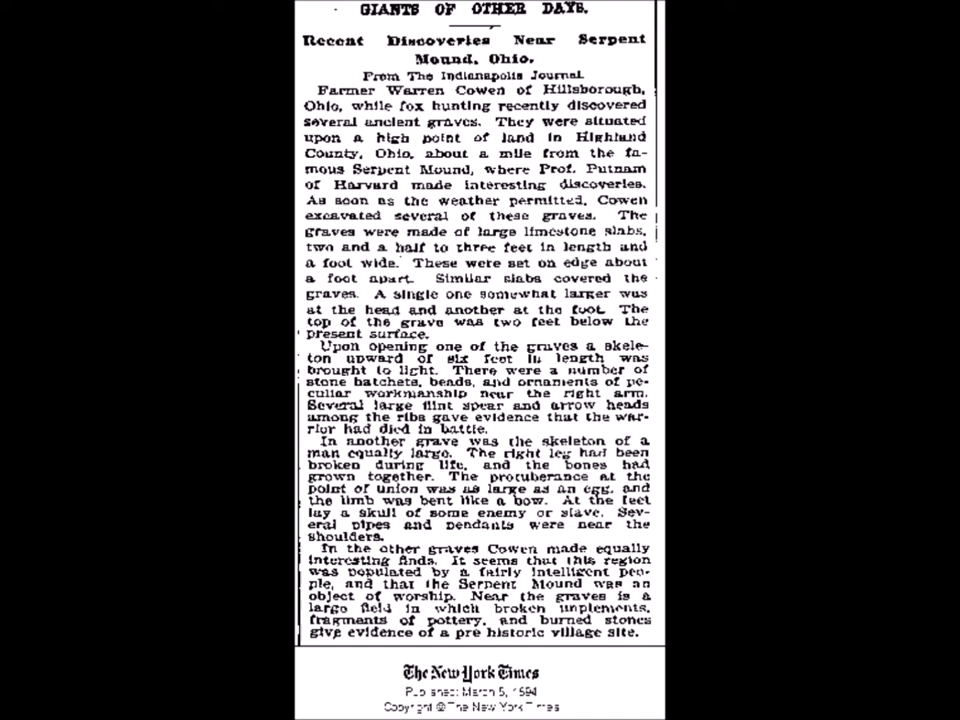 GIANTS OF OTHER DAYS.
Recent Discoveries Near Serpent
Mound, Ohio.
From The Indianapolis Journal.
Farmer Warren Cowen of Hillsborough,
Ohio, while fox hunting recently discovered
several ancient graves. They were situated
upon a high point of land in Highland
County, Ohio, about a mile from the fa-
mous Serpent Mound, where Prof. Putnam
of Harvard made interesting discoveries.
As soon as the weather permitted, Cowen
excavated several of these graves. The
graves were made of large limestone slabs,
two and a half to three feet in length and
a foot wide. These were set on edge about
a foot apart. Similar slabs covered the
graves. A single one somewhat larger was
at the head and another at the foot. The
top of the grave was two feet below the
present surface.
Upon opening one of the graves a skele-
ton upward of six feet in length was
brought to light. There were a number of
stone hatchets, beads, and ornaments of pe-
culiar workmanship near the right arm.
Several large flint spear and arrow heads
among the ribs gave evidence that the war-
rior had died in battle.
In another grave was the skeleton of a
man equally large. The right leg had been
broken during life, and the bones had
grown together. The protuberance at the
point of union was as large as an egg, and
the limb was bent like a bow. At the feet
lay a skull of some enemy or slave. Sev-
eral pipes and pendants were near the
shoulders.
In the other graves Cowen made equally
interesting finds. It seems that this region
was populated by a fairly intelligent peo-
ple, and that the Serpent Mound was an
object of worship. Near the graves is a
large field in which broken implements,
fragments of pottery, and burned stones
give evidence of a pre historic village site.
The New York Times
Published: March 5, 1894
Copyright © The New York Times